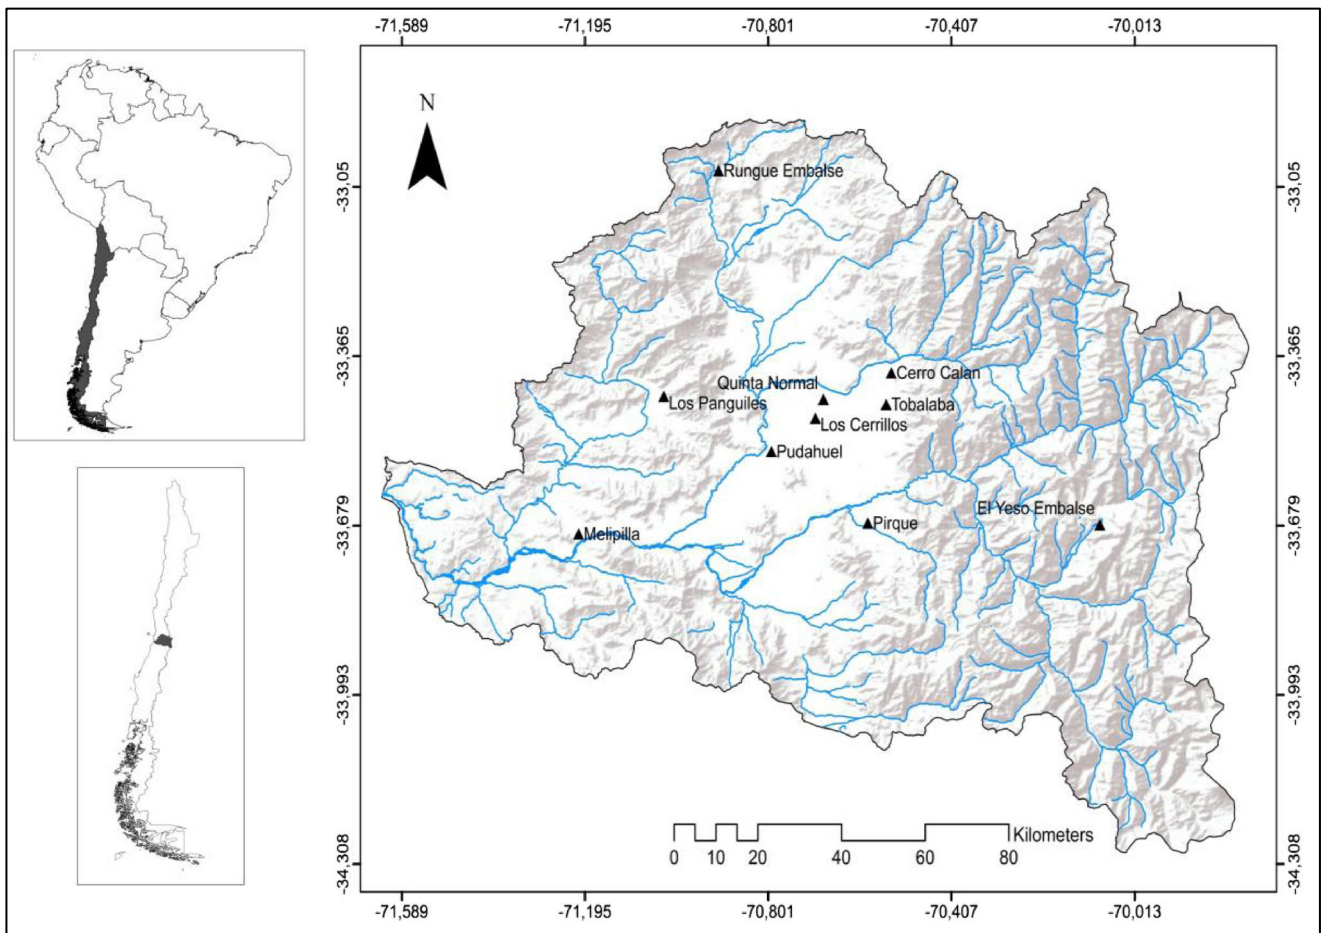 -71,589
-71,195
-70,801
-70,407
-70,013
N
-33,05
-33,05
Rungue Embalse
-33,365
-33,365
Cerro Calan
Quinta Normal
Los Panguiles
Tobalaba
Los Cerrillos
Pudahuel
El Yeso Embalse
-33,679
-33,679
Pirque
Melipilla
-33,993
-33,993
Kilometers
0 10 20 40 60 80
-34,308
-34,308
-71,589
-71,195
-70,801
-70,407
-70,013